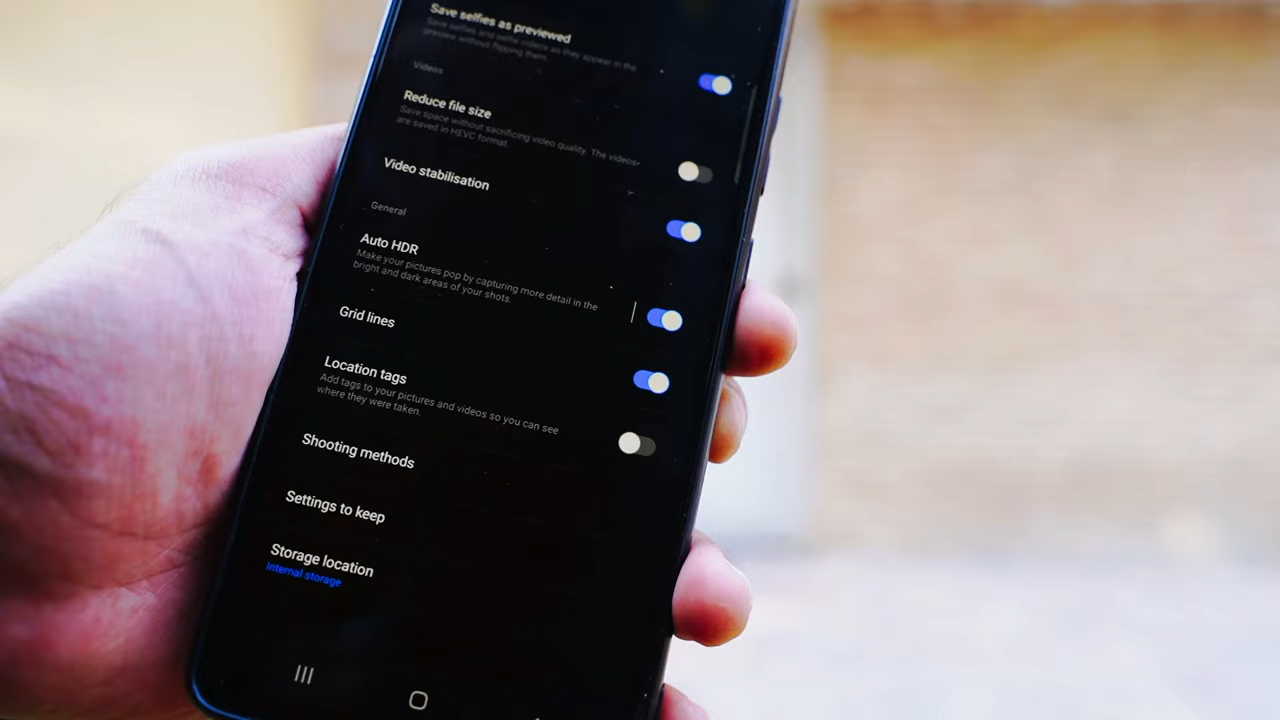 Save selfies as previewed
Save selfies and selfie videos as they appear in the
preview without flipping them.
Videos
Reduce file size
Save space without sacrificing video quality. The videos
are saved in HEVC format.
Video stabilisation
General
Auto HDR
Make your pictures pop by capturing more detail in the
bright and dark areas of your shots.
Grid lines
Location tags
Add tags to your pictures and videos so you can see
where they were taken.
Shooting methods
Settings to keep
Storage location
Internal storage